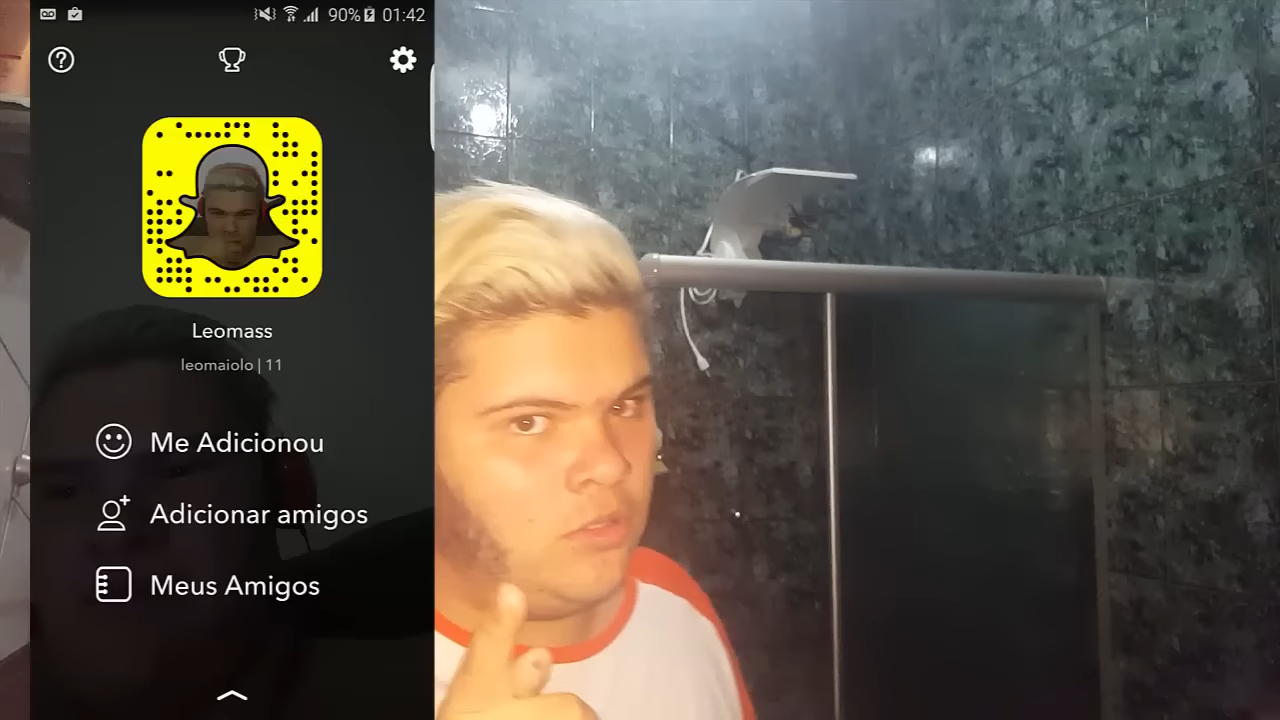 90% 01:42
Leomass
leomaiolo | 11
Me Adicionou
Adicionar amigos
Meus Amigos